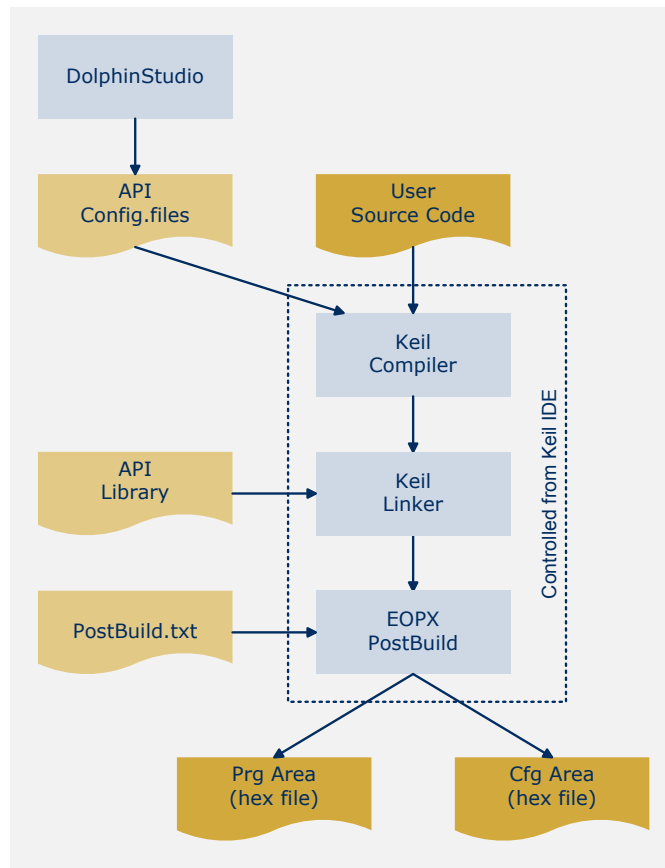 DolphinStudio
API
Config.files
User
Source Code
Keil
Compiler
API
Library
Keil
Linker
Controlled from Keil IDE
PostBuild.txt
EOPX
PostBuild
Prg Area
(hex file)
Cfg Area
(hex file)